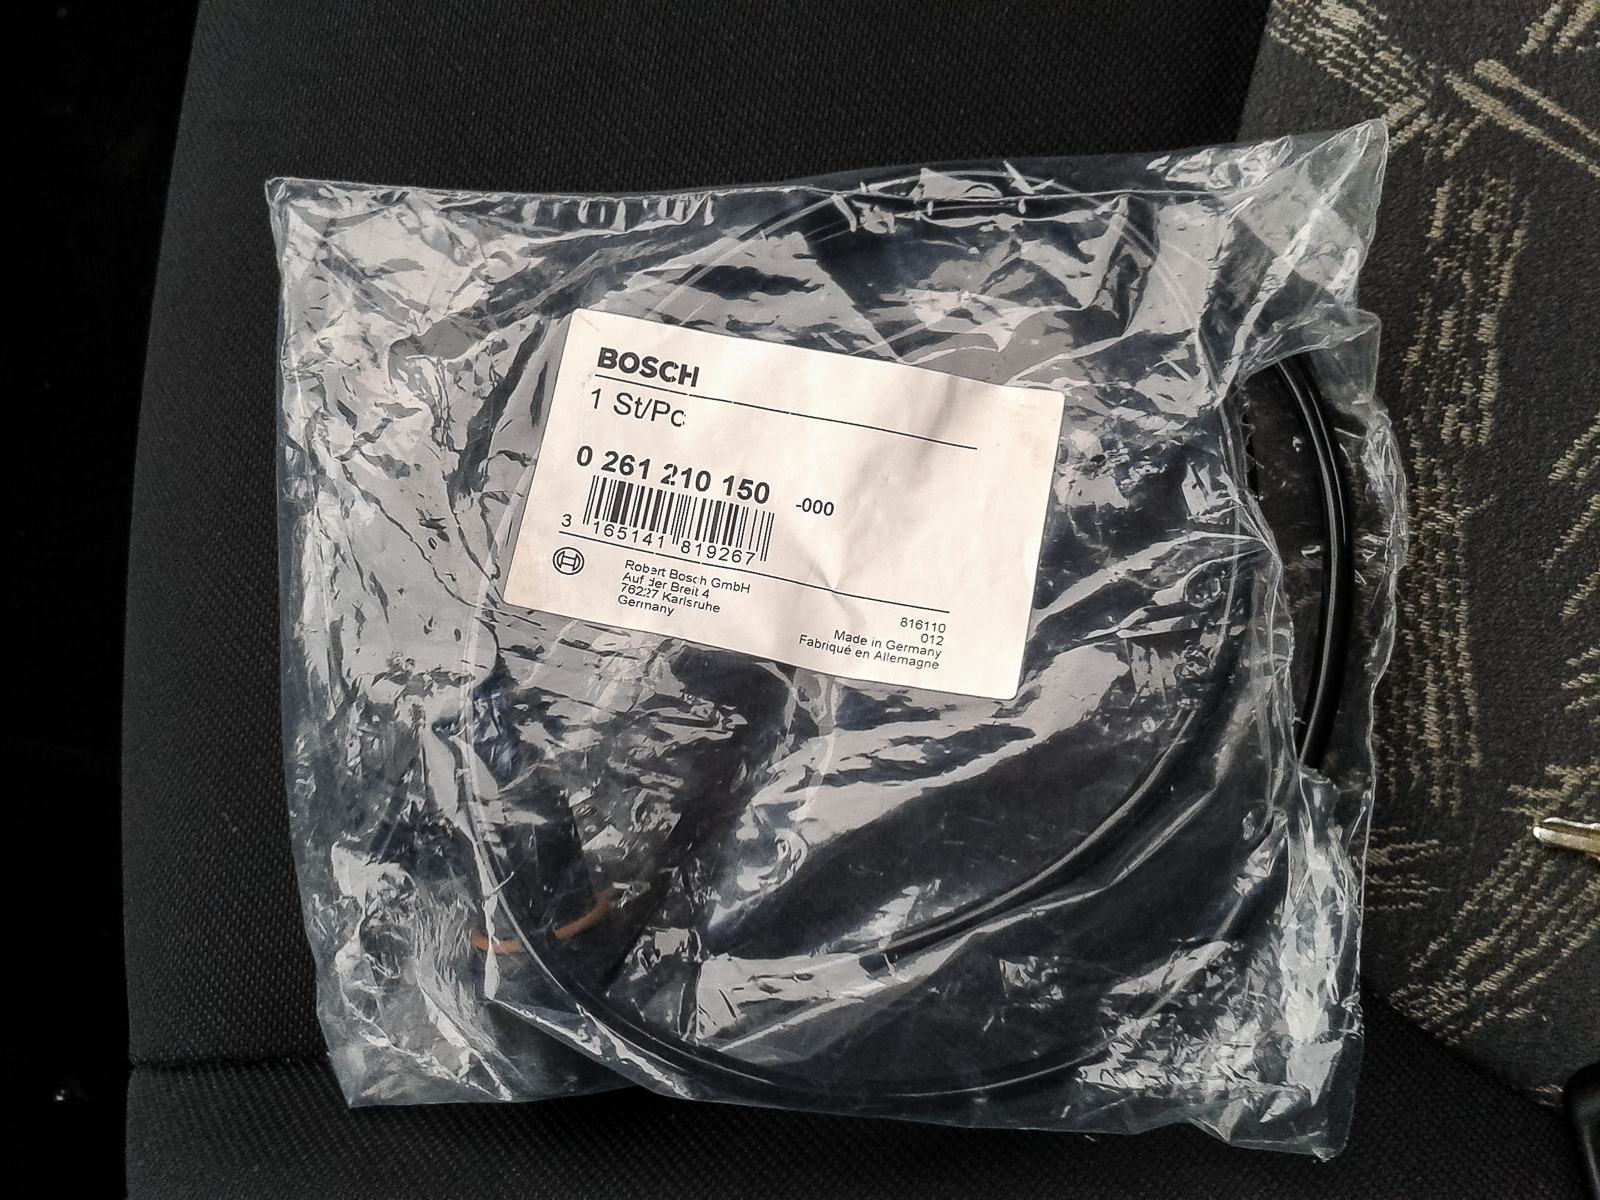 BOSCH
1 St/Pc
0 261 210 150 -000
3 165141 819267
Robert Bosch GmbH
Auf der Breit 4
76227 Karlsruhe
Germany
816110
012
Made in Germany
Fabriqué en Allemagne